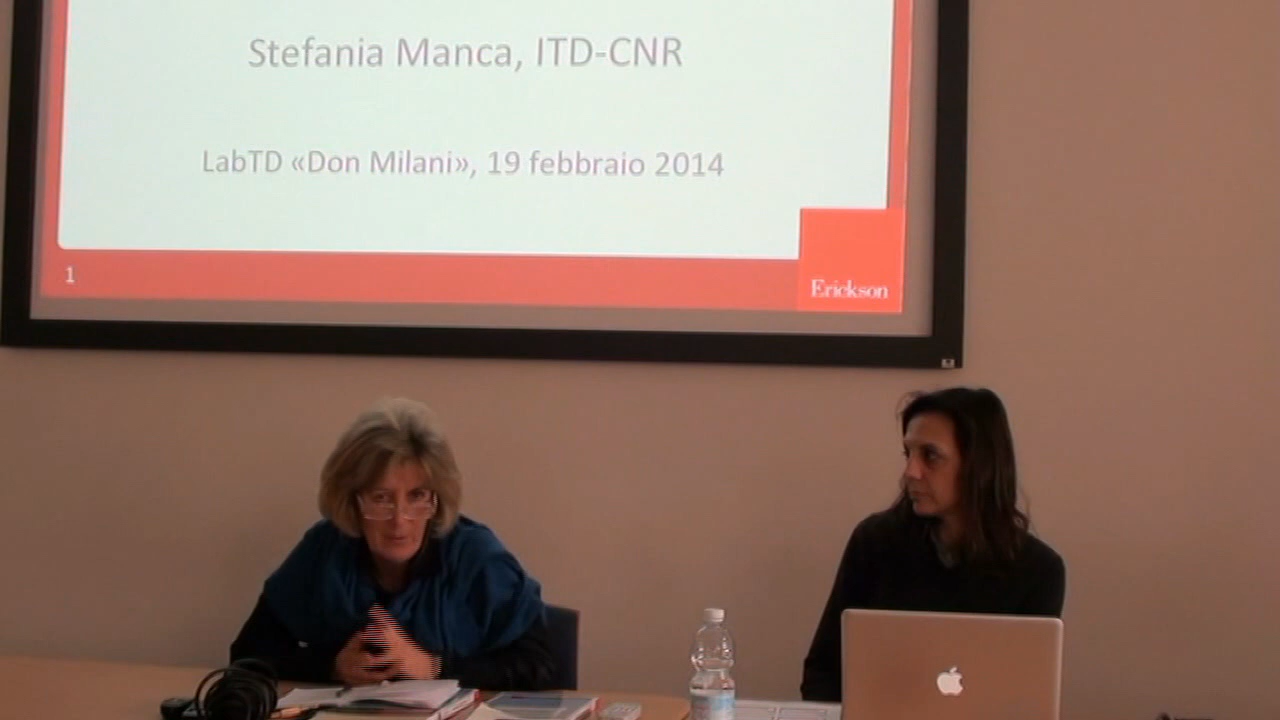 Stefania Manca, ITD-CNR
LabTD «Don Milani», 19 febbraio 2014
1
Erickson